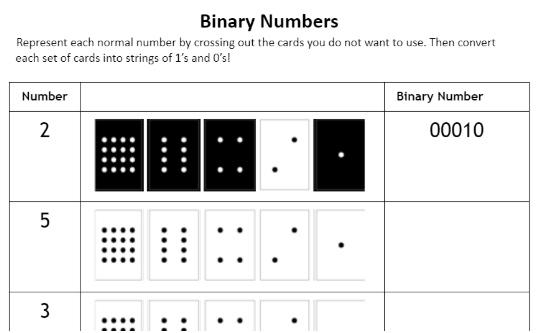 Binary Numbers
Represent each normal number by crossing out the cards you do not want to use. Then convert
each set of cards into strings of 1's and 0's!
Number Binary Number
2 00010
5
3